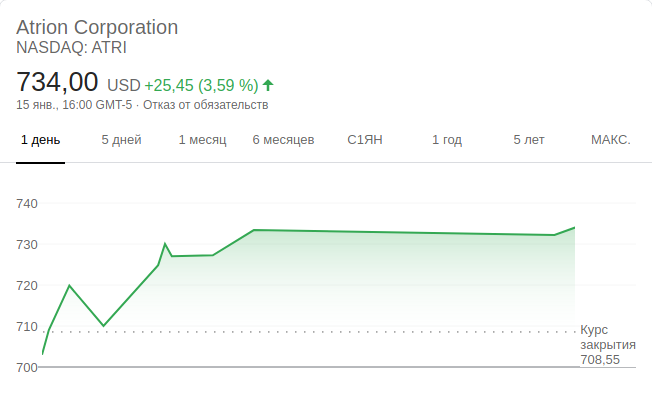 Atrion Corporation
NASDAQ: ATRI
734,00 USD +25,45 (3,59 %)
15 янв., 16:00 GMT-5 · Отказ от обязательств
1 день 5 дней 1 месяц 6 месяцев С1ЯН 1 год 5 лет МАКС.
740
730
720
710
700
Курс
закрытия
708,55